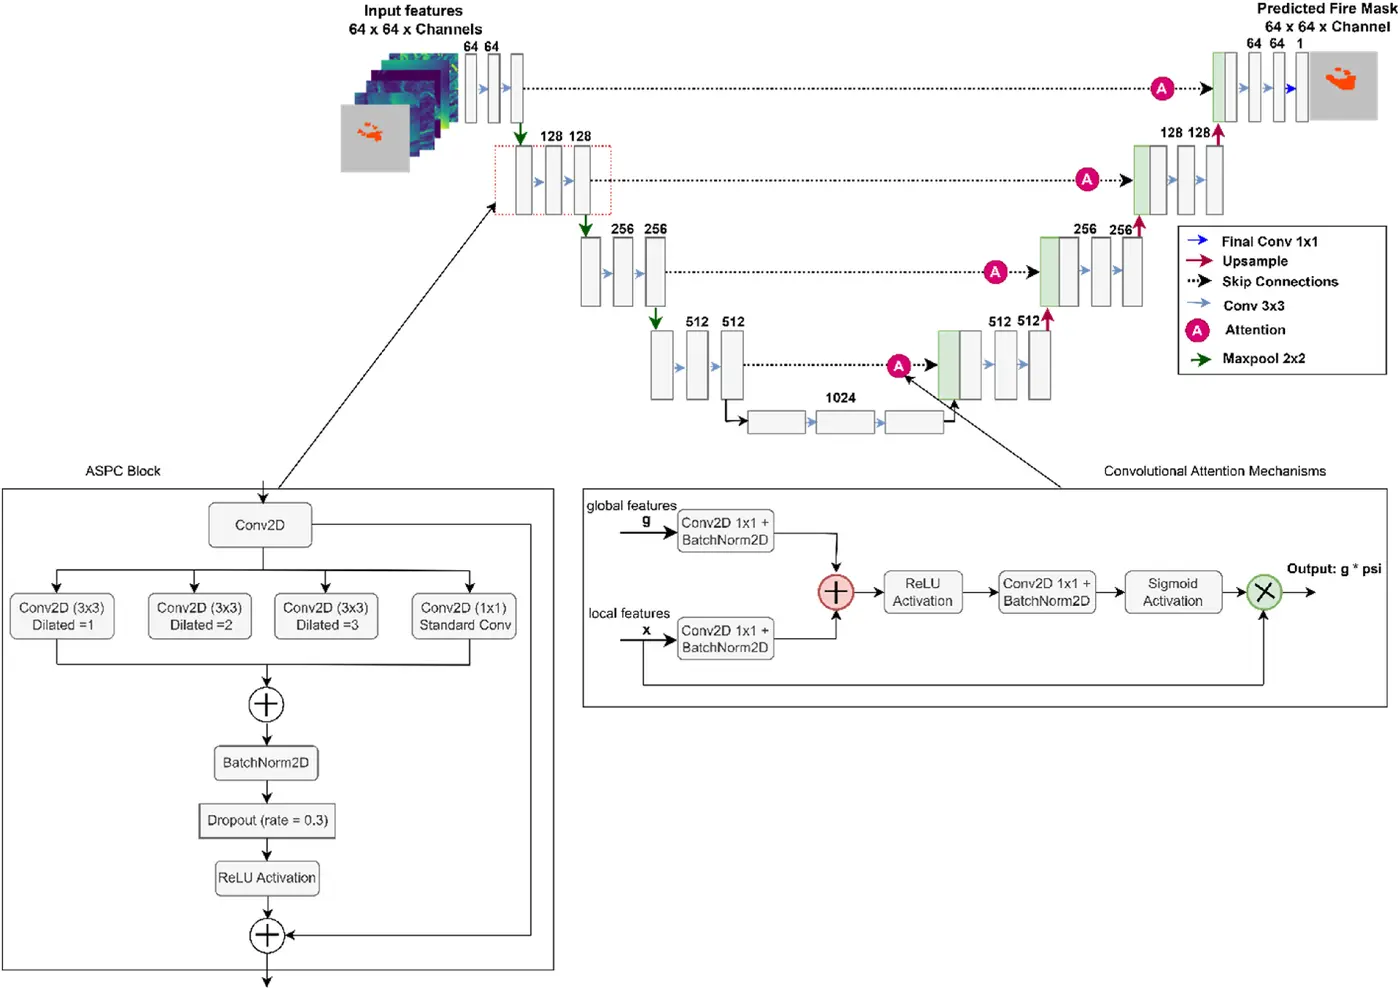 Input features
64 x 64 x Channels
Predicted Fire Mask
64 x 64 x Channel
64 64
64 64 1
128 128
128 128
A
A
256 256
256 256
A
512 512
512 512
A
1024
Final Conv 1x1
Upsample
Skip Connections
Conv 3x3
A Attention
Maxpool 2x2
ASPC Block
Conv2D
Conv2D (3x3)
Dilated =1
Conv2D (3x3)
Dilated =2
Conv2D (3x3)
Dilated =3
Conv2D (1x1)
Standard Conv
BatchNorm2D
Dropout (rate = 0.3)
ReLU Activation
Convolutional Attention Mechanisms
global features
g
Conv2D 1x1 +
BatchNorm2D
local features
x
Conv2D 1x1 +
BatchNorm2D
ReLU
Activation
Conv2D 1x1 +
BatchNorm2D
Sigmoid
Activation
Output: g * psi